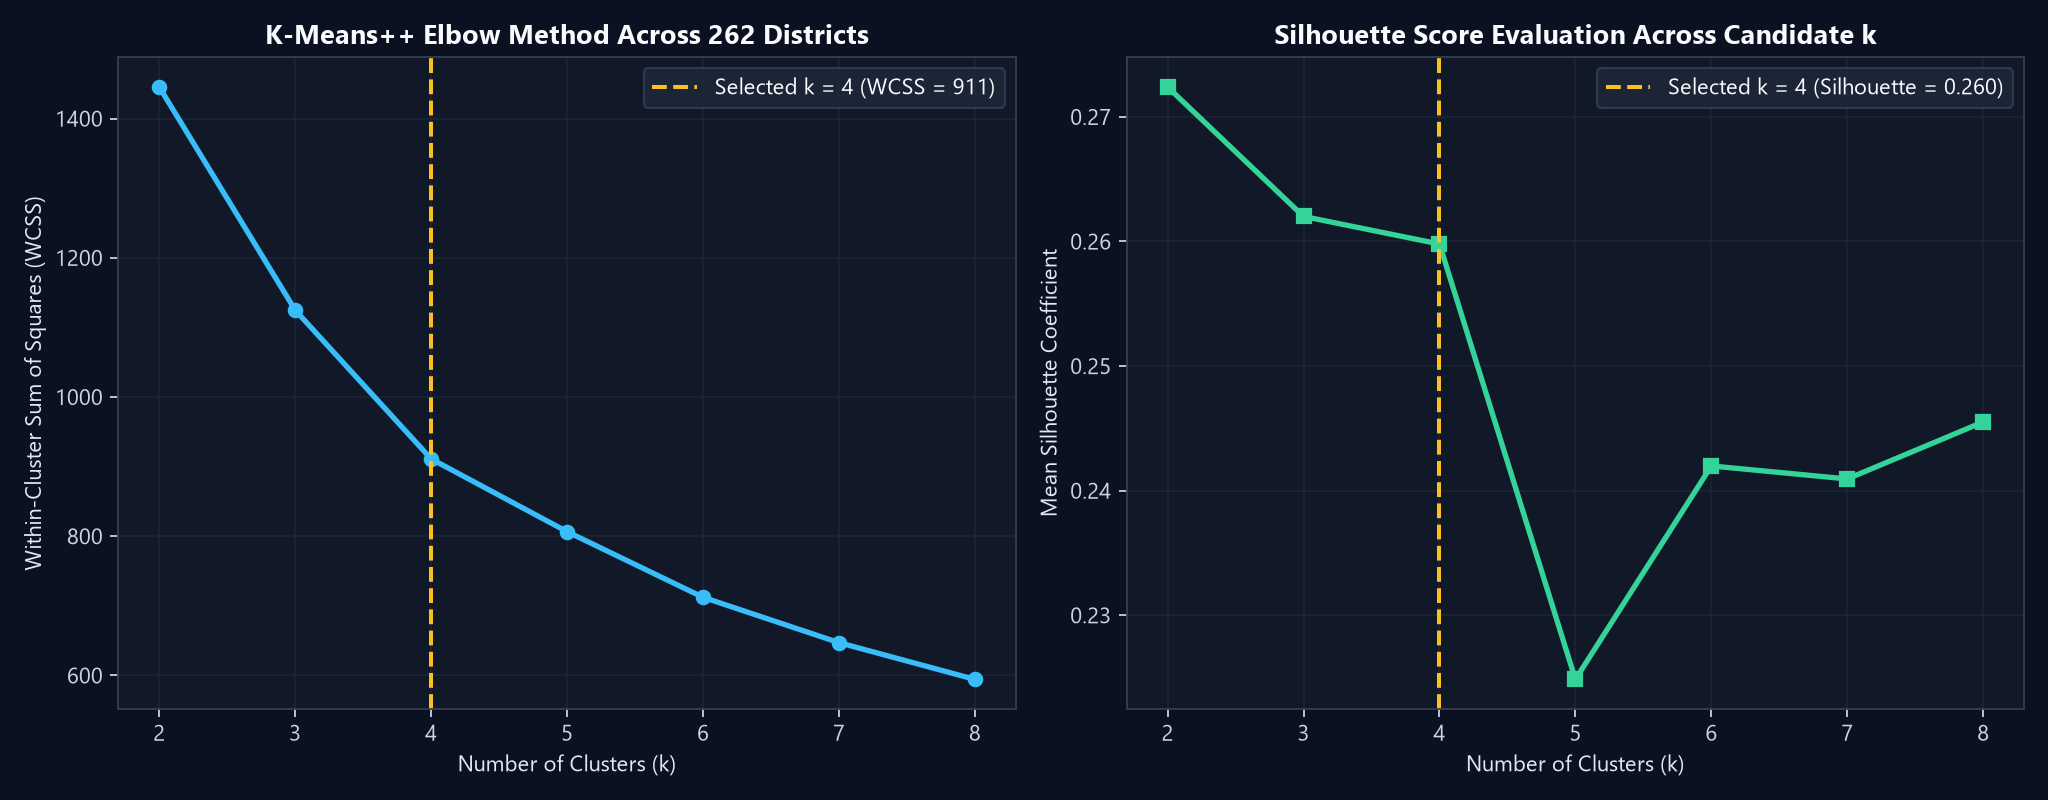 K-Means++ Elbow Method Across 262 Districts
Selected k = 4 (WCSS = 911)
Within-Cluster Sum of Squares (WCSS)
1400
1200
1000
800
600
2 3 4 5 6 7 8
Number of Clusters (k)
Silhouette Score Evaluation Across Candidate k
Selected k = 4 (Silhouette = 0.260)
Mean Silhouette Coefficient
0.27
0.26
0.25
0.24
0.23
2 3 4 5 6 7 8
Number of Clusters (k)